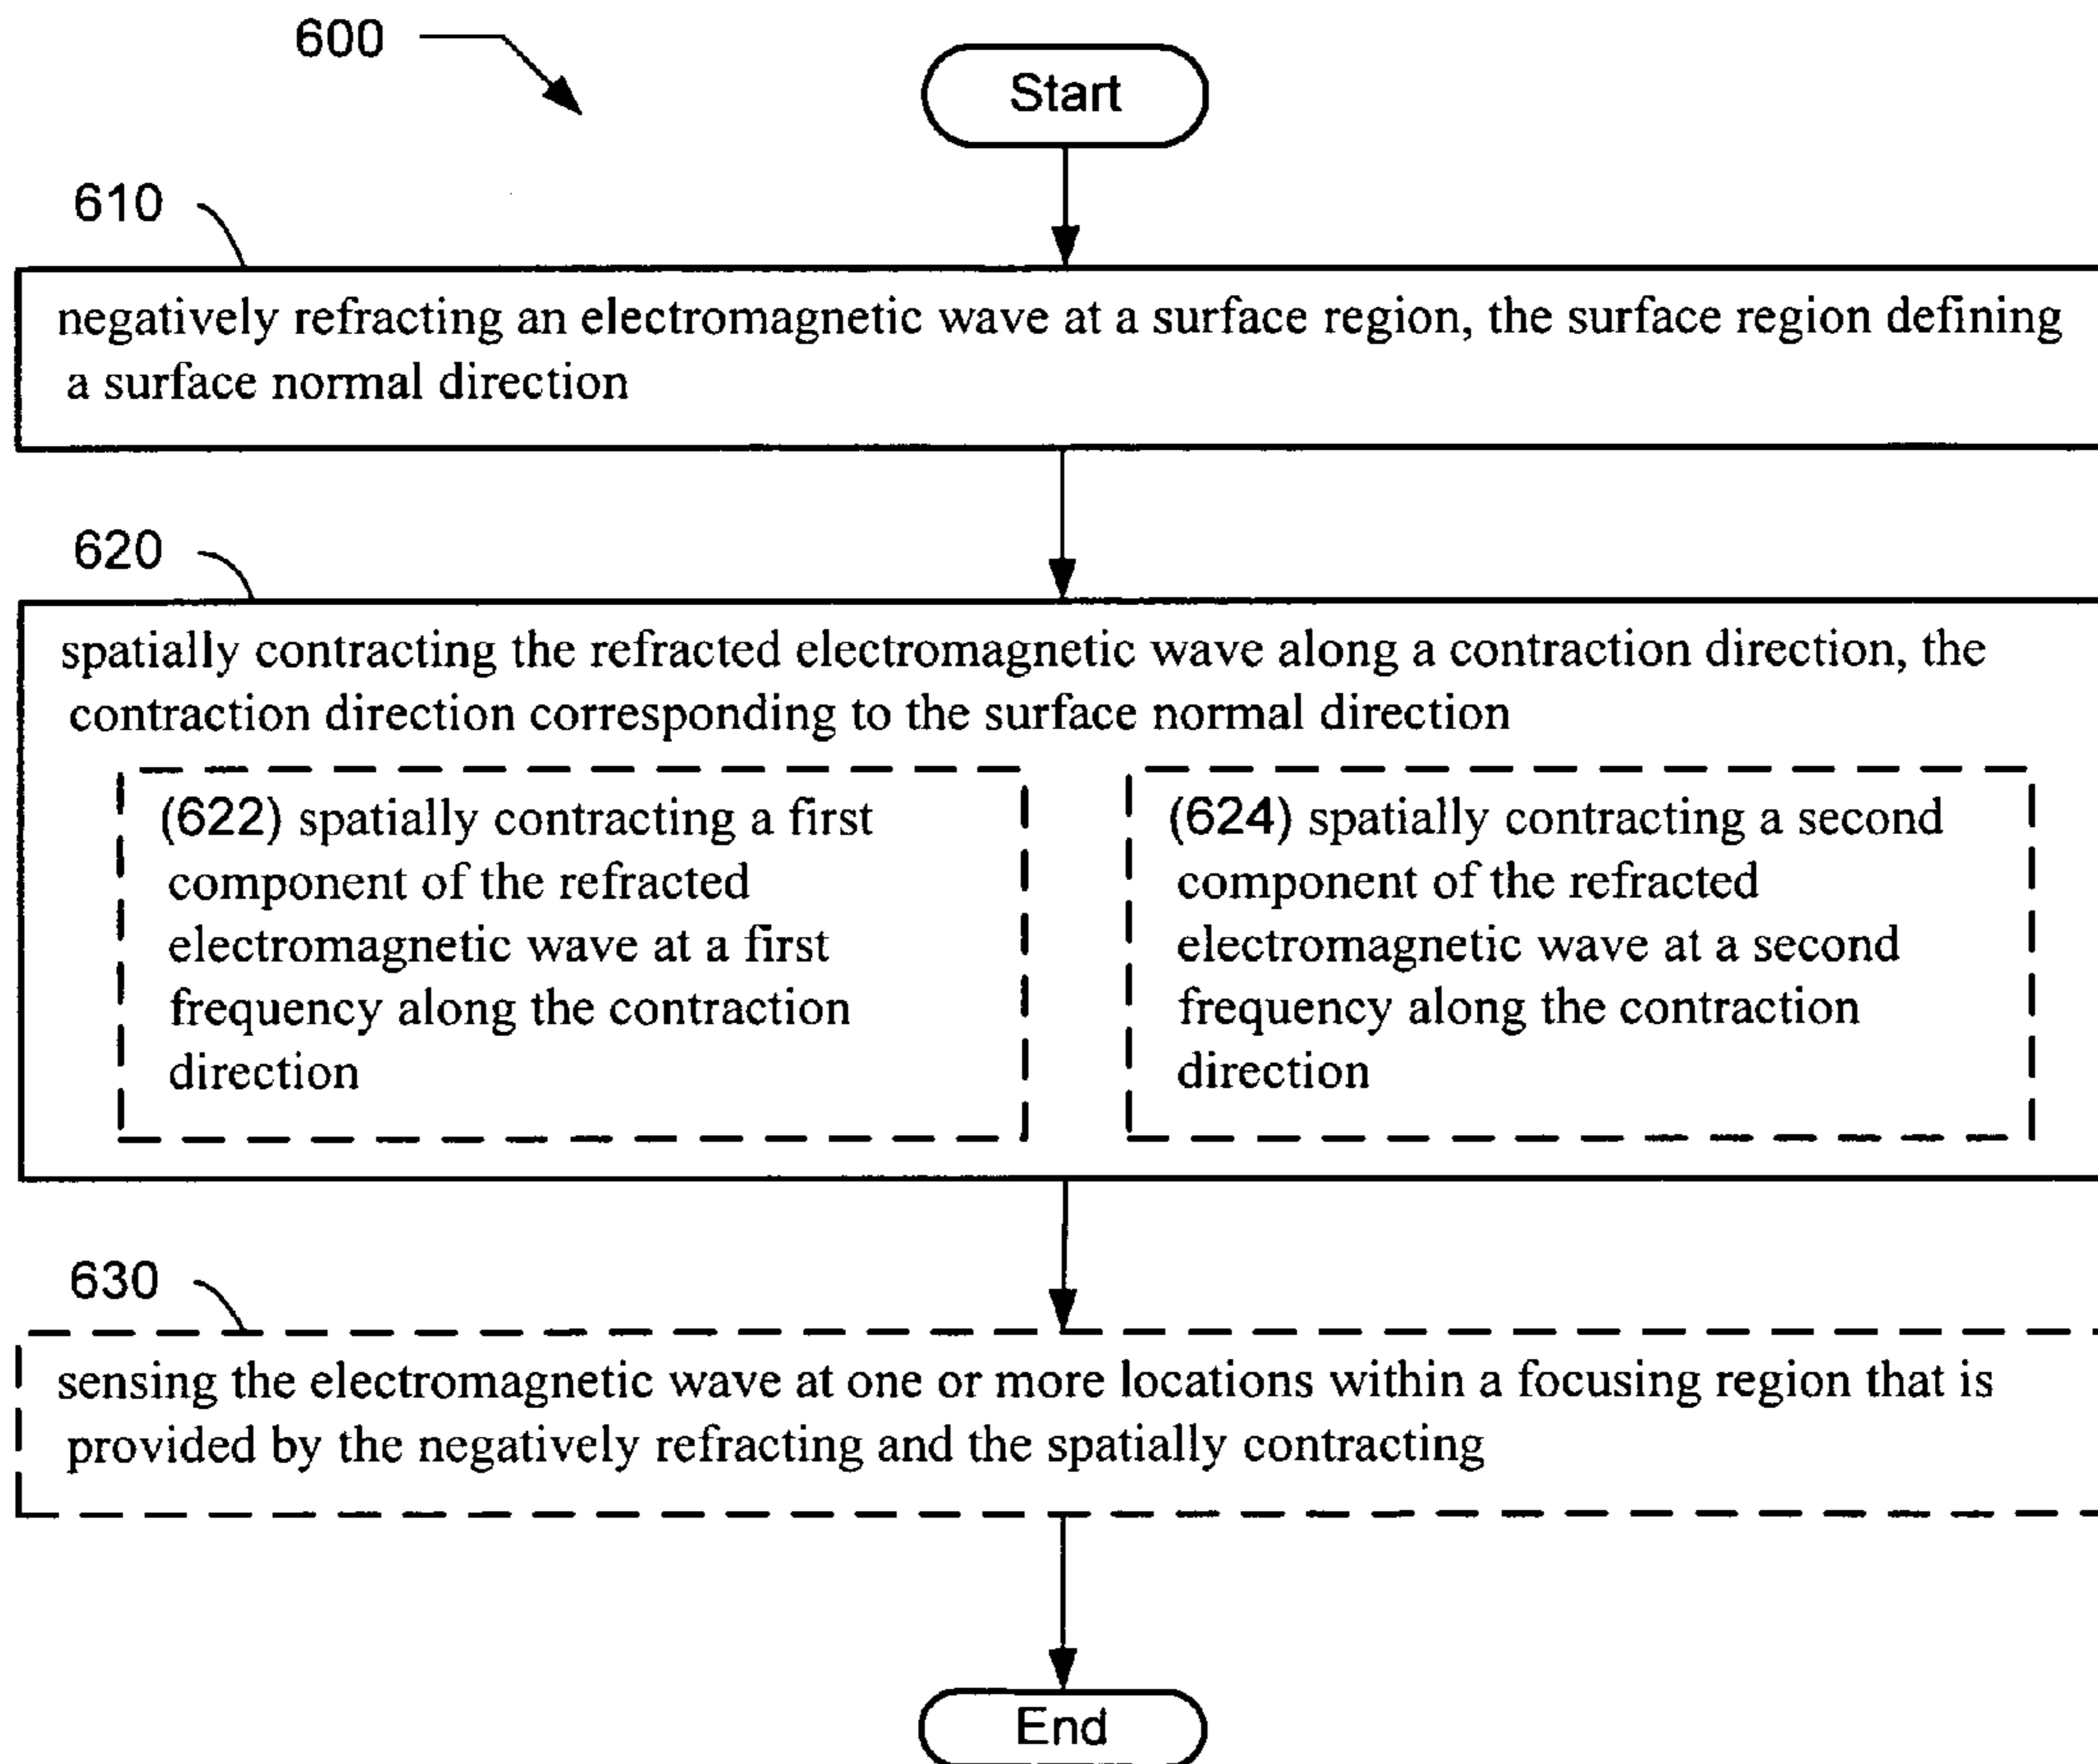 600
Start
610
negatively refracting an electromagnetic wave at a surface region, the surface region defining
a surface normal direction
620
spatially contracting the refracted electromagnetic wave along a contraction direction, the
contraction direction corresponding to the surface normal direction
(622) spatially contracting a first
component of the refracted
electromagnetic wave at a first
frequency along the contraction
direction
(624) spatially contracting a second
component of the refracted
electromagnetic wave at a second
frequency along the contraction
direction
630
sensing the electromagnetic wave at one or more locations within a focusing region that is
provided by the negatively refracting and the spatially contracting
End